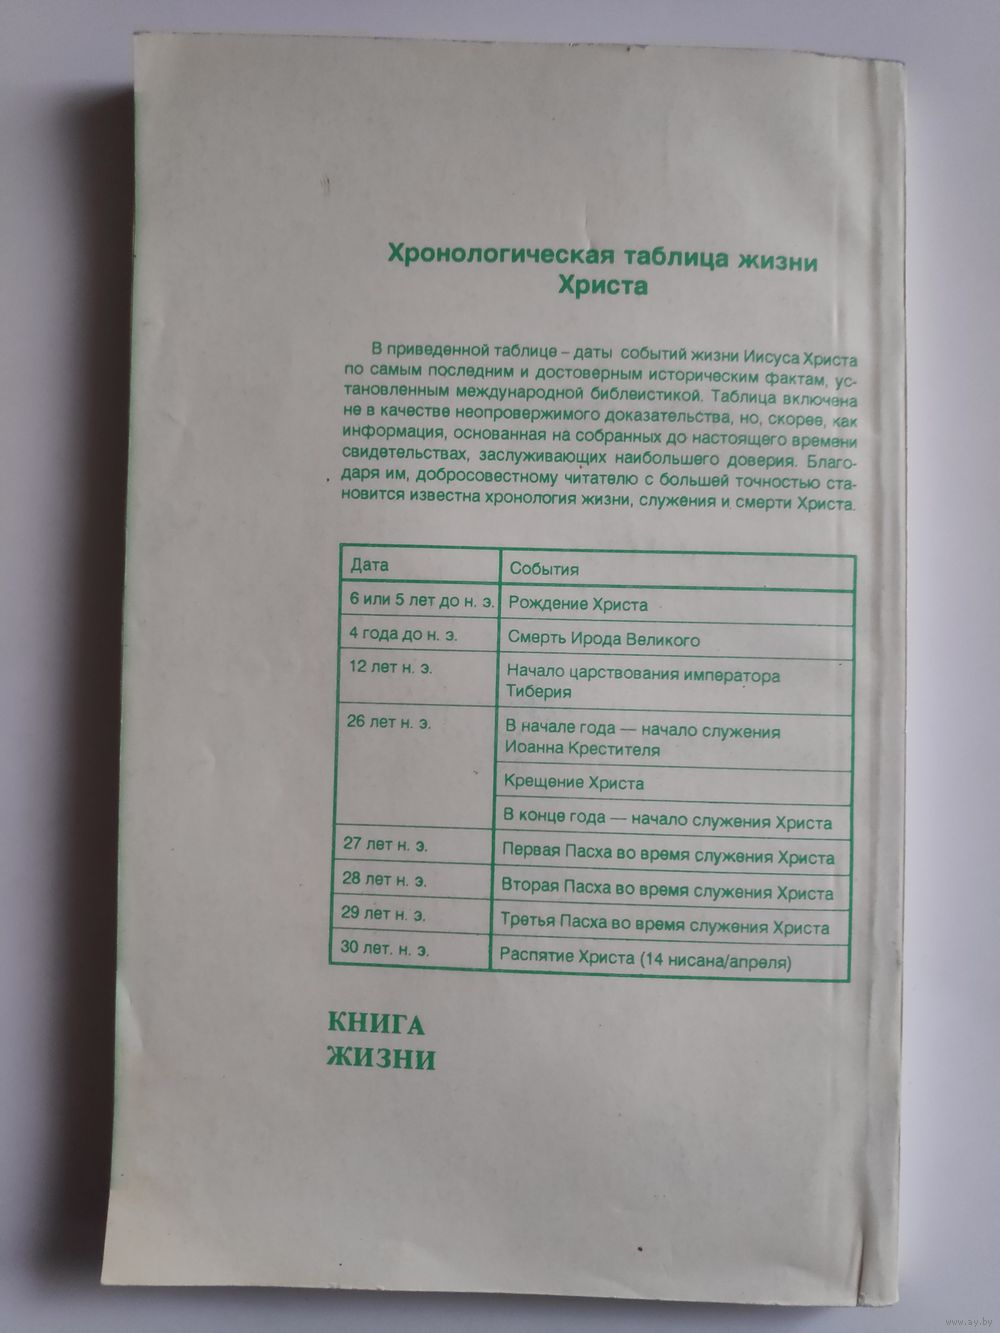 Хронологическая таблица жизни
Христа
В приведенной таблице – даты событий жизни Иисуса Христа
по самым последним и достоверным историческим фактам, ус-
тановленным международной библеистикой. Таблица включена
не в качестве неопровержимого доказательства, но, скорее, как
информация, основанная на собранных до настоящего времени
свидетельствах, заслуживающих наибольшего доверия. Благо-
даря им, добросовестному читателю с большей точностью ста-
новится известна хронология жизни, служения и смерти Христа.
Дата События
6 или 5 лет до н. э. Рождение Христа
4 года до н. э. Смерть Ирода Великого
12 лет н. э. Начало царствования императора
Тиберия
26 лет н. э. В начале года — начало служения
Иоанна Крестителя
Крещение Христа
В конце года — начало служения Христа
27 лет н. э. Первая Пасха во время служения Христа
28 лет н. э. Вторая Пасха во время служения Христа
29 лет н. э. Третья Пасха во время служения Христа
30 лет. н. э. Распятие Христа (14 нисана/апреля)
КНИГА
ЖИЗНИ
www.ay.by